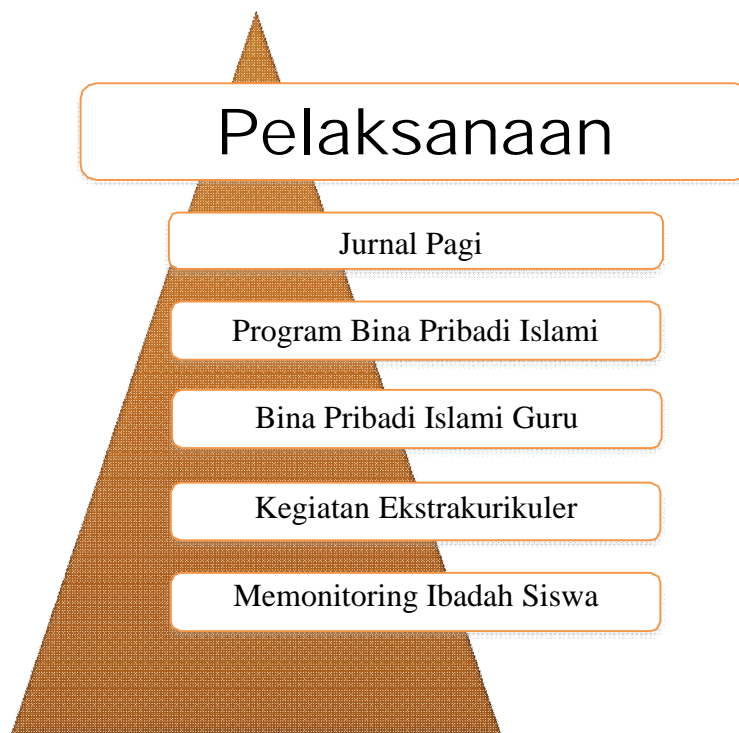 Pelaksanaan
Jurnal Pagi
Program Bina Pribadi Islami
Bina Pribadi Islami Guru
Kegiatan Ekstrakurikuler
Memonitoring Ibadah Siswa